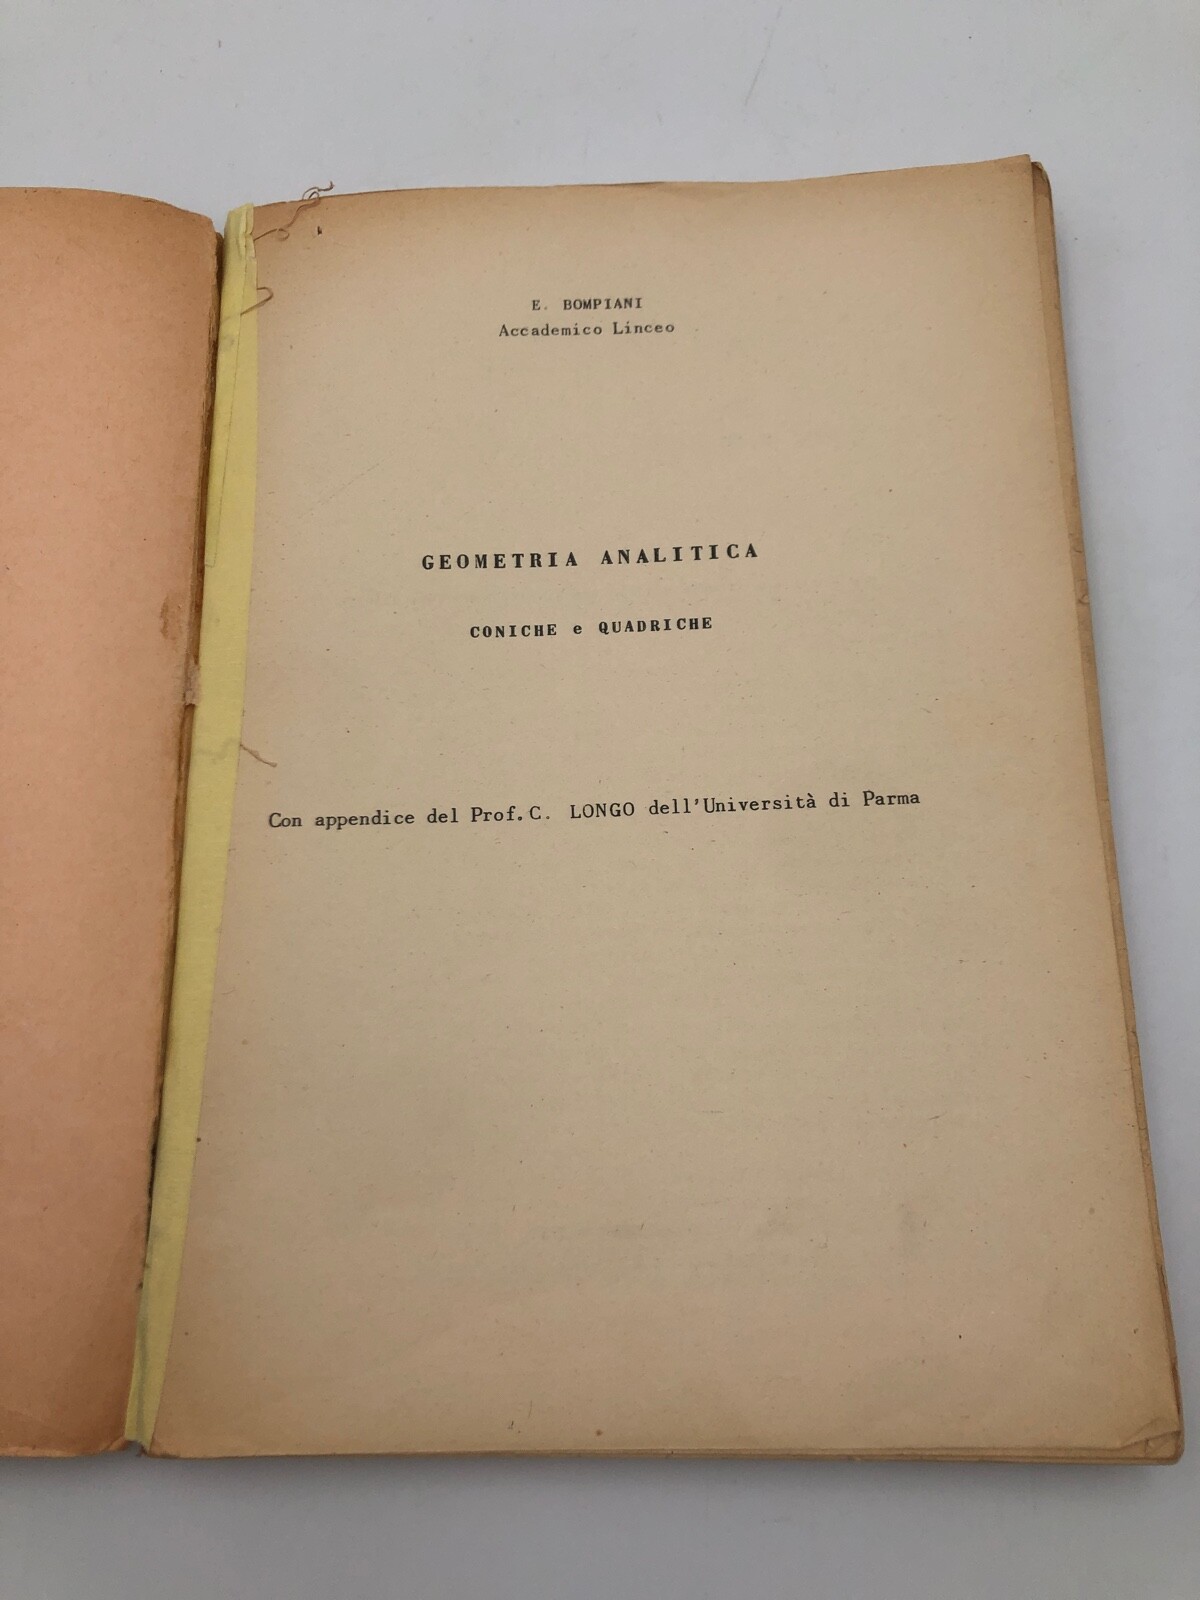 E. BOMPIANI
Accademico Linceo
GEOMETRIA ANALITICA
CONICHE e QUADRICHE
Con appendice del Prof. C. LONGO dell'Università di Parma